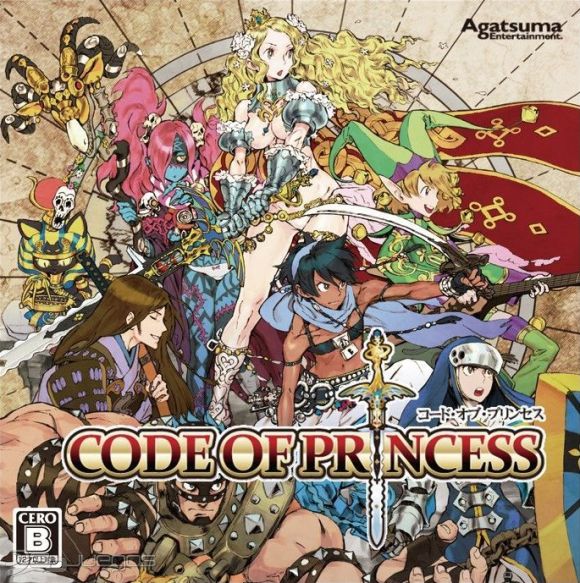 Agatsuma
Entertainment.
コード・オブ・プリンセス
CODE OF PRINCESS
CERO
B